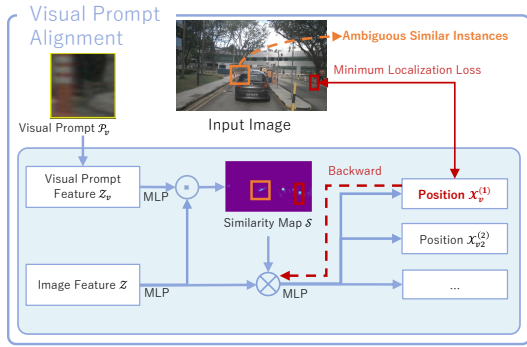 Visual Prompt
Alignment
Ambiguous Similar Instances
Minimum Localization Loss
Input Image
Visual Prompt 𝒫ᵥ
Visual Prompt
Feature 𝒵ᵥ
MLP
Backward
Position 𝒳ᵥ⁽¹⁾
Similarity Map 𝒮
Position 𝒳ᵥ₂⁽²⁾
Image Feature 𝒵
MLP
MLP
...